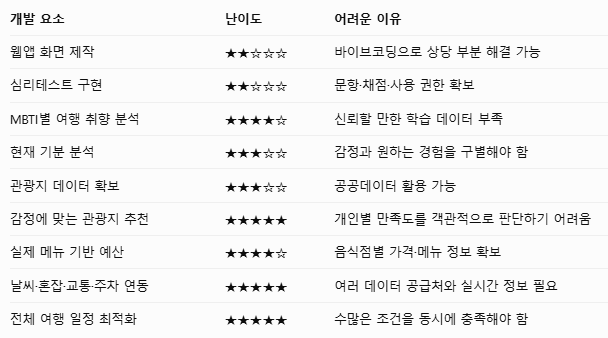 개발 요소 난이도 어려운 이유
웹앱 화면 제작 ★★☆☆☆ 바이브코딩으로 상당 부분 해결 가능
심리테스트 구현 ★★☆☆☆ 문항·채점·사용 권한 확보
MBTI별 여행 취향 분석 ★★★★☆ 신뢰할 만한 학습 데이터 부족
현재 기분 분석 ★★★☆☆ 감정과 원하는 경험을 구별해야 함
관광지 데이터 확보 ★★★☆☆ 공공데이터 활용 가능
감정에 맞는 관광지 추천 ★★★★★ 개인별 만족도를 객관적으로 판단하기 어려움
실제 메뉴 기반 예산 ★★★★☆ 음식점별 가격·메뉴 정보 확보
날씨·혼잡·교통·주차 연동 ★★★★★ 여러 데이터 공급처와 실시간 정보 필요
전체 여행 일정 최적화 ★★★★★ 수많은 조건을 동시에 충족해야 함